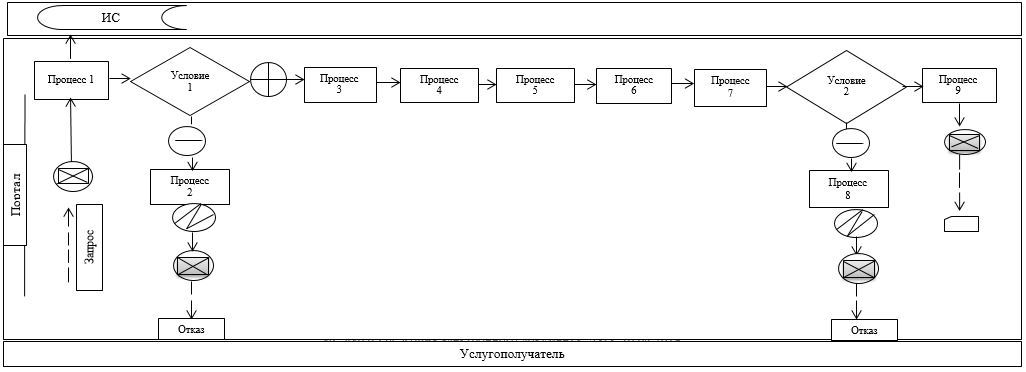 ИС
Процесс 1
Условие
1
Процесс
3
Процесс
4
Процесс
5
Процесс
6
Процесс
7
Условие
2
Процесс
9
Процесс
2
Процесс
8
Портал
Запрос
Отказ
Отказ
Услугополучатель